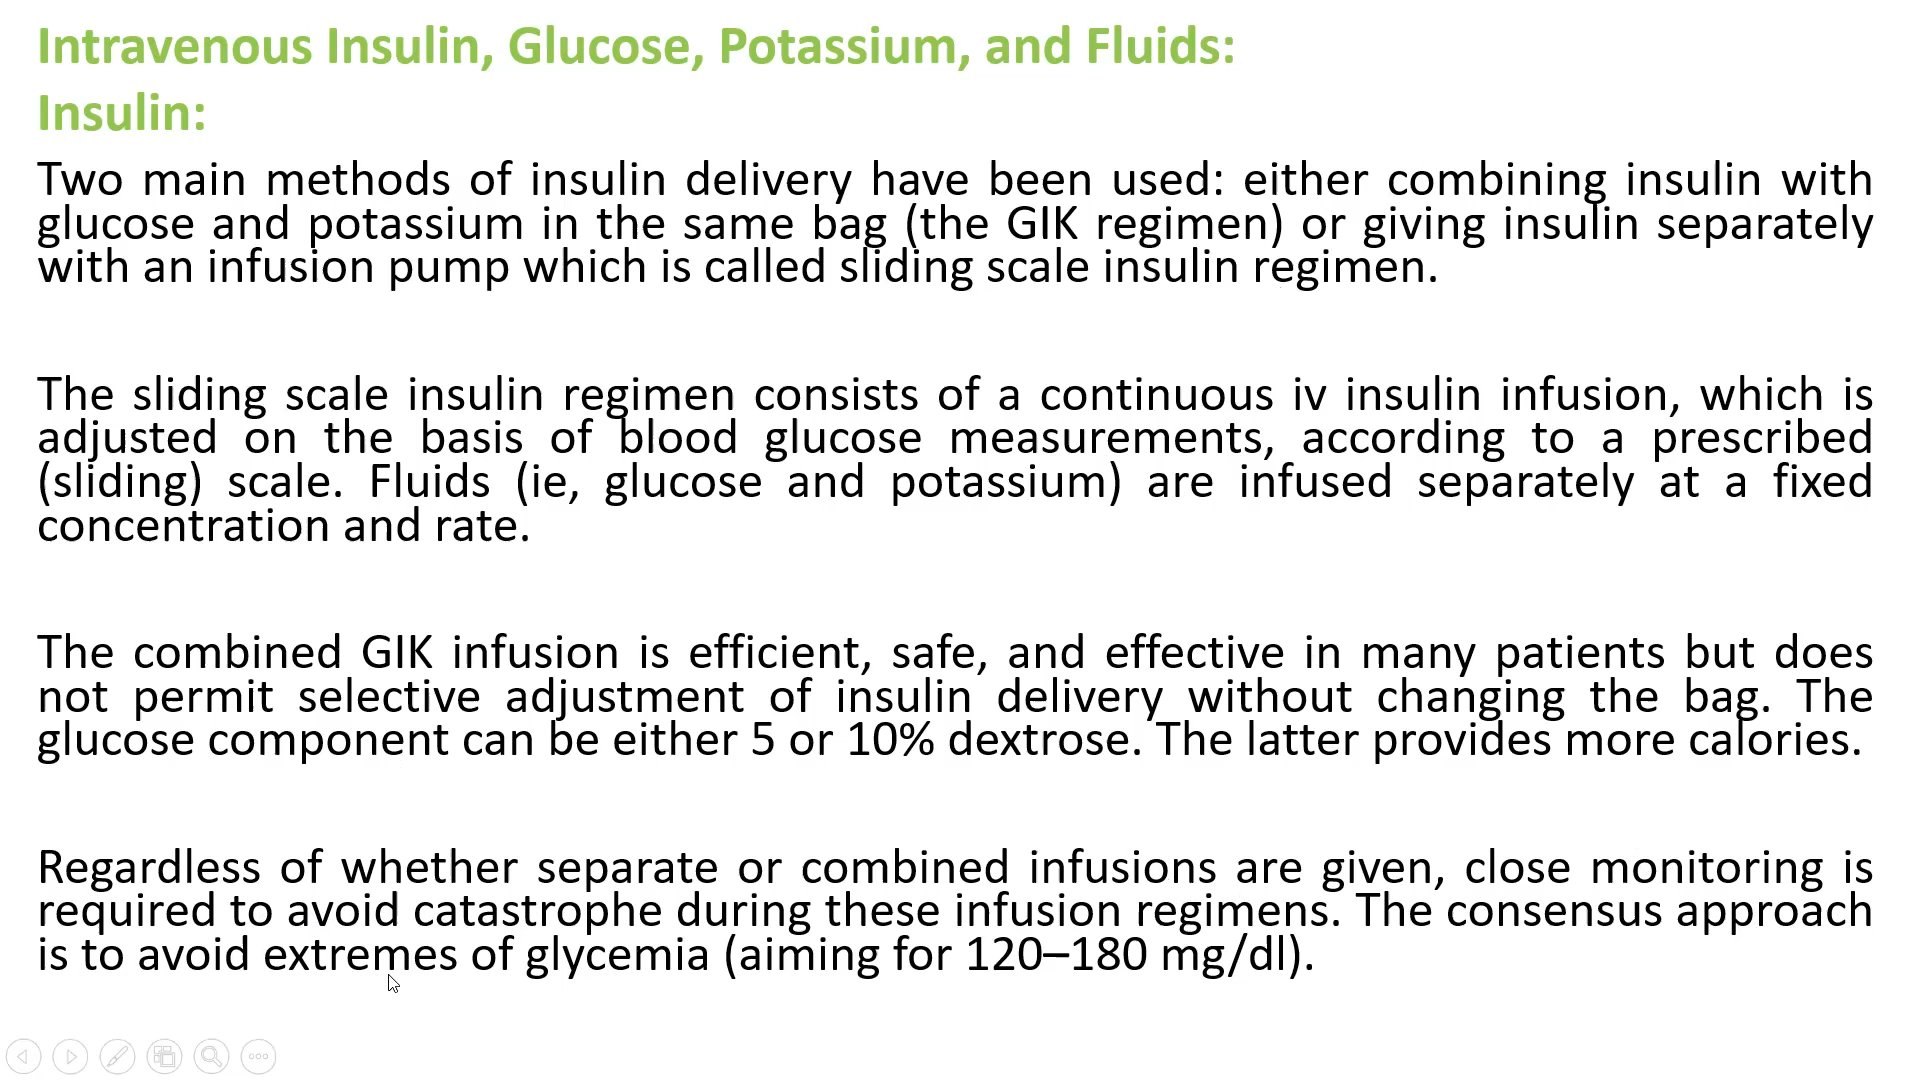 Intravenous Insulin, Glucose, Potassium, and Fluids:
Insulin:
Two main methods of insulin delivery have been used: either combining insulin with
glucose and potassium in the same bag (the GIK regimen) or giving insulin separately
with an infusion pump which is called sliding scale insulin regimen.
The sliding scale insulin regimen consists of a continuous iv insulin infusion, which is
adjusted on the basis of blood glucose measurements, according to a prescribed
(sliding) scale. Fluids (ie, glucose and potassium) are infused separately at a fixed
concentration and rate.
The combined GIK infusion is efficient, safe, and effective in many patients but does
not permit selective adjustment of insulin delivery without changing the bag. The
glucose component can be either 5 or 10% dextrose. The latter provides more calories.
Regardless of whether separate or combined infusions are given, close monitoring is
required to avoid catastrophe during these infusion regimens. The consensus approach
is to avoid extremes of glycemia (aiming for 120–180 mg/dl).